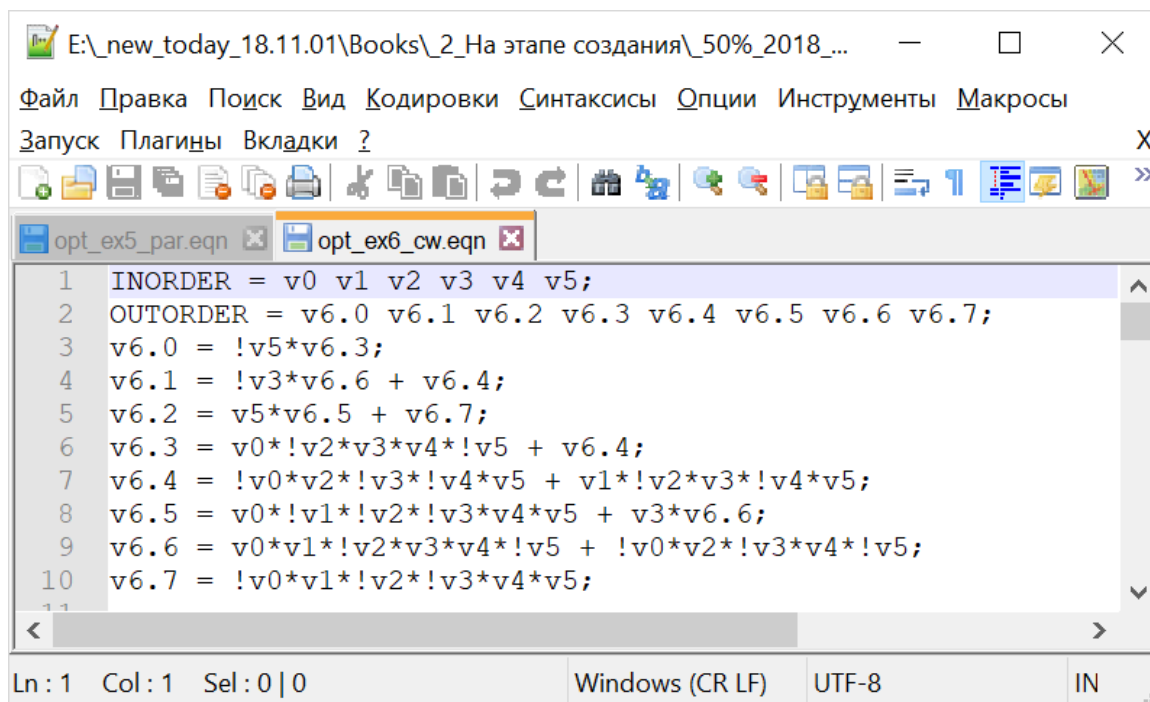 E:\_new_today_18.11.01\Books\_2_На этапе создания\_50%_2018_...
Файл Правка Поиск Вид Кодировки Синтаксисы Опции Инструменты Макросы
Запуск Плагины Вкладки ? X
opt_ex5_par.eqn opt_ex6_cw.eqn
1 INORDER = v0 v1 v2 v3 v4 v5;
2 OUTORDER = v6.0 v6.1 v6.2 v6.3 v6.4 v6.5 v6.6 v6.7;
3 v6.0 = !v5*v6.3;
4 v6.1 = !v3*v6.6 + v6.4;
5 v6.2 = v5*v6.5 + v6.7;
6 v6.3 = v0*!v2*v3*v4*!v5 + v6.4;
7 v6.4 = !v0*v2*!v3*!v4*v5 + v1*!v2*v3*!v4*v5;
8 v6.5 = v0*!v1*!v2*!v3*v4*v5 + v3*v6.6;
9 v6.6 = v0*v1*!v2*v3*v4*!v5 + !v0*v2*!v3*v4*!v5;
10 v6.7 = !v0*v1*!v2*!v3*v4*v5;
11
Ln : 1 Col : 1 Sel : 0 | 0 Windows (CR LF) UTF-8 IN